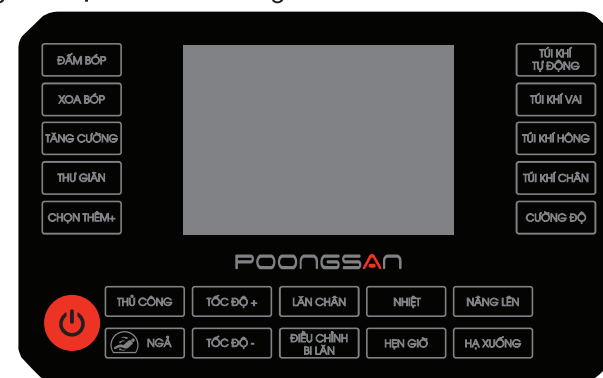 ĐẤM BÓP
XOA BÓP
TĂNG CƯỜNG
THƯ GIÃN
CHỌN THÊM+
TÚI KHÍ
TỰ ĐỘNG
TÚI KHÍ VAI
TÚI KHÍ HÔNG
TÚI KHÍ CHÂN
CƯỜNG ĐỘ
POONGSAN
THỦ CÔNG
TỐC ĐỘ +
LĂN CHÂN
NHIỆT
NÂNG LÊN
NGẢ
TỐC ĐỘ -
ĐIỀU CHỈNH
BI LĂN
HẸN GIỜ
HẠ XUỐNG